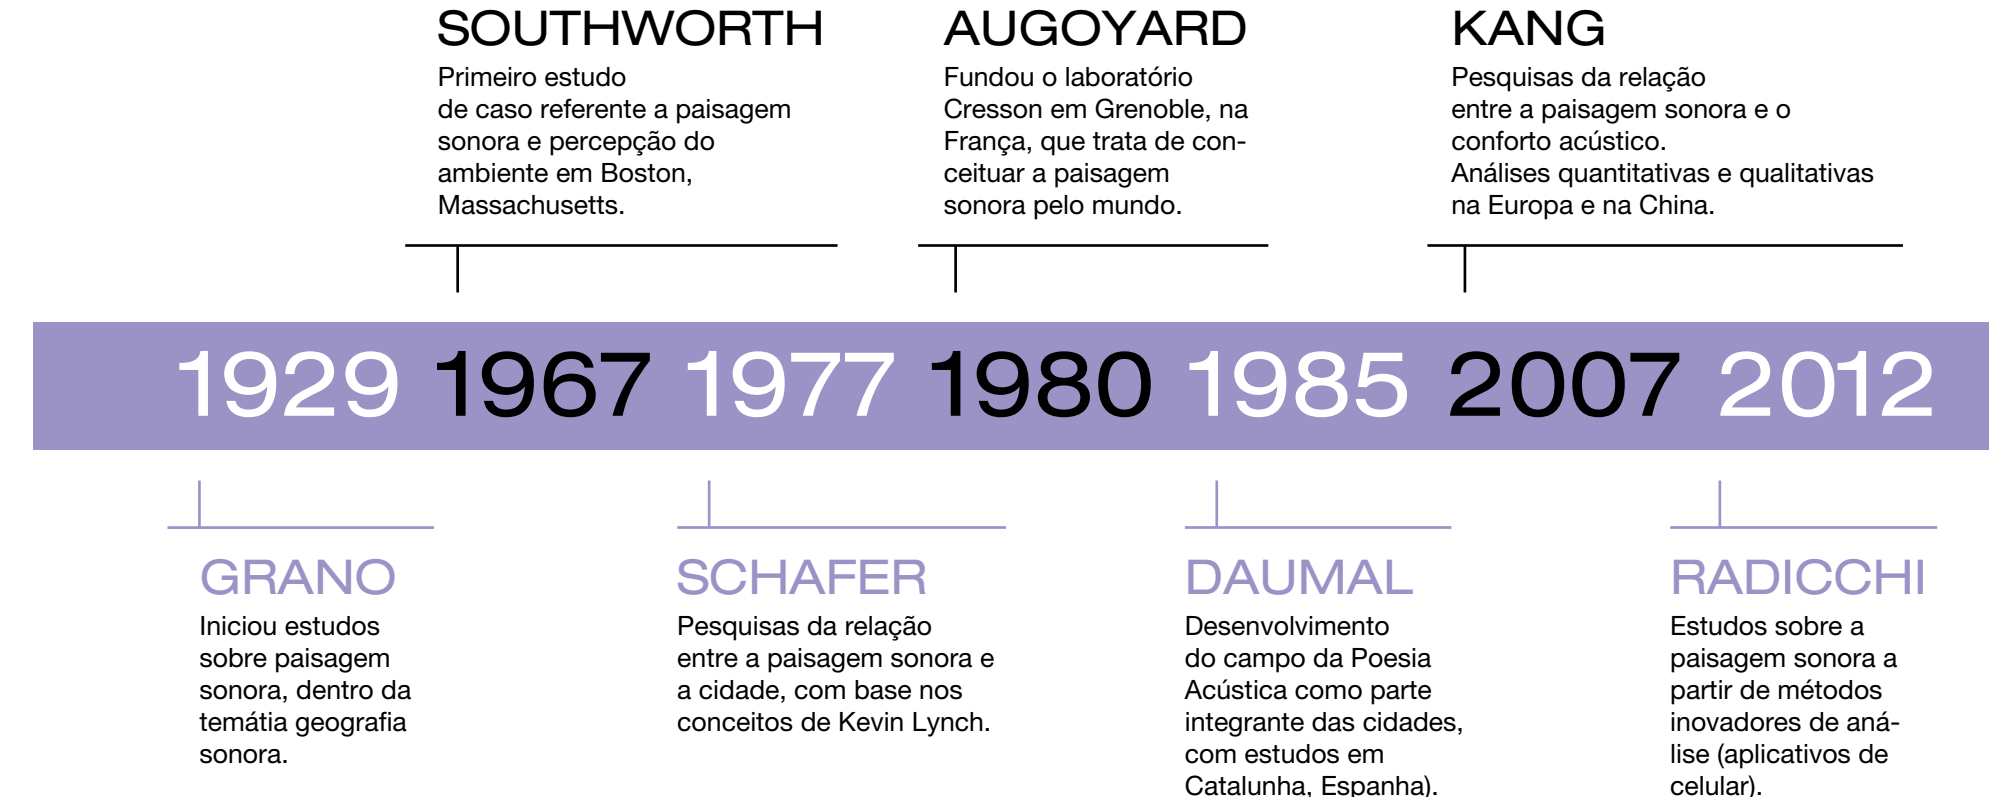 SOUTHWORTH
Primeiro estudo
de caso referente a paisagem
sonora e percepção do
ambiente em Boston,
Massachusetts.
AUGOYARD
Fundou o laboratório
Cresson em Grenoble, na
França, que trata de con-
ceituar a paisagem
sonora pelo mundo.
KANG
Pesquisas da relação
entre a paisagem sonora e o
conforto acústico.
Análises quantitativas e qualitativas
na Europa e na China.
1929 1967 1977 1980 1985 2007 2012
GRANO
Iniciou estudos
sobre paisagem
sonora, dentro da
temátia geografia
sonora.
SCHAFER
Pesquisas da relação
entre a paisagem sonora e
a cidade, com base nos
conceitos de Kevin Lynch.
DAUMAL
Desenvolvimento
do campo da Poesia
Acústica como parte
integrante das cidades,
com estudos em
Catalunha, Espanha).
RADICCHI
Estudos sobre a
paisagem sonora a
partir de métodos
inovadores de aná-
lise (aplicativos de
celular).